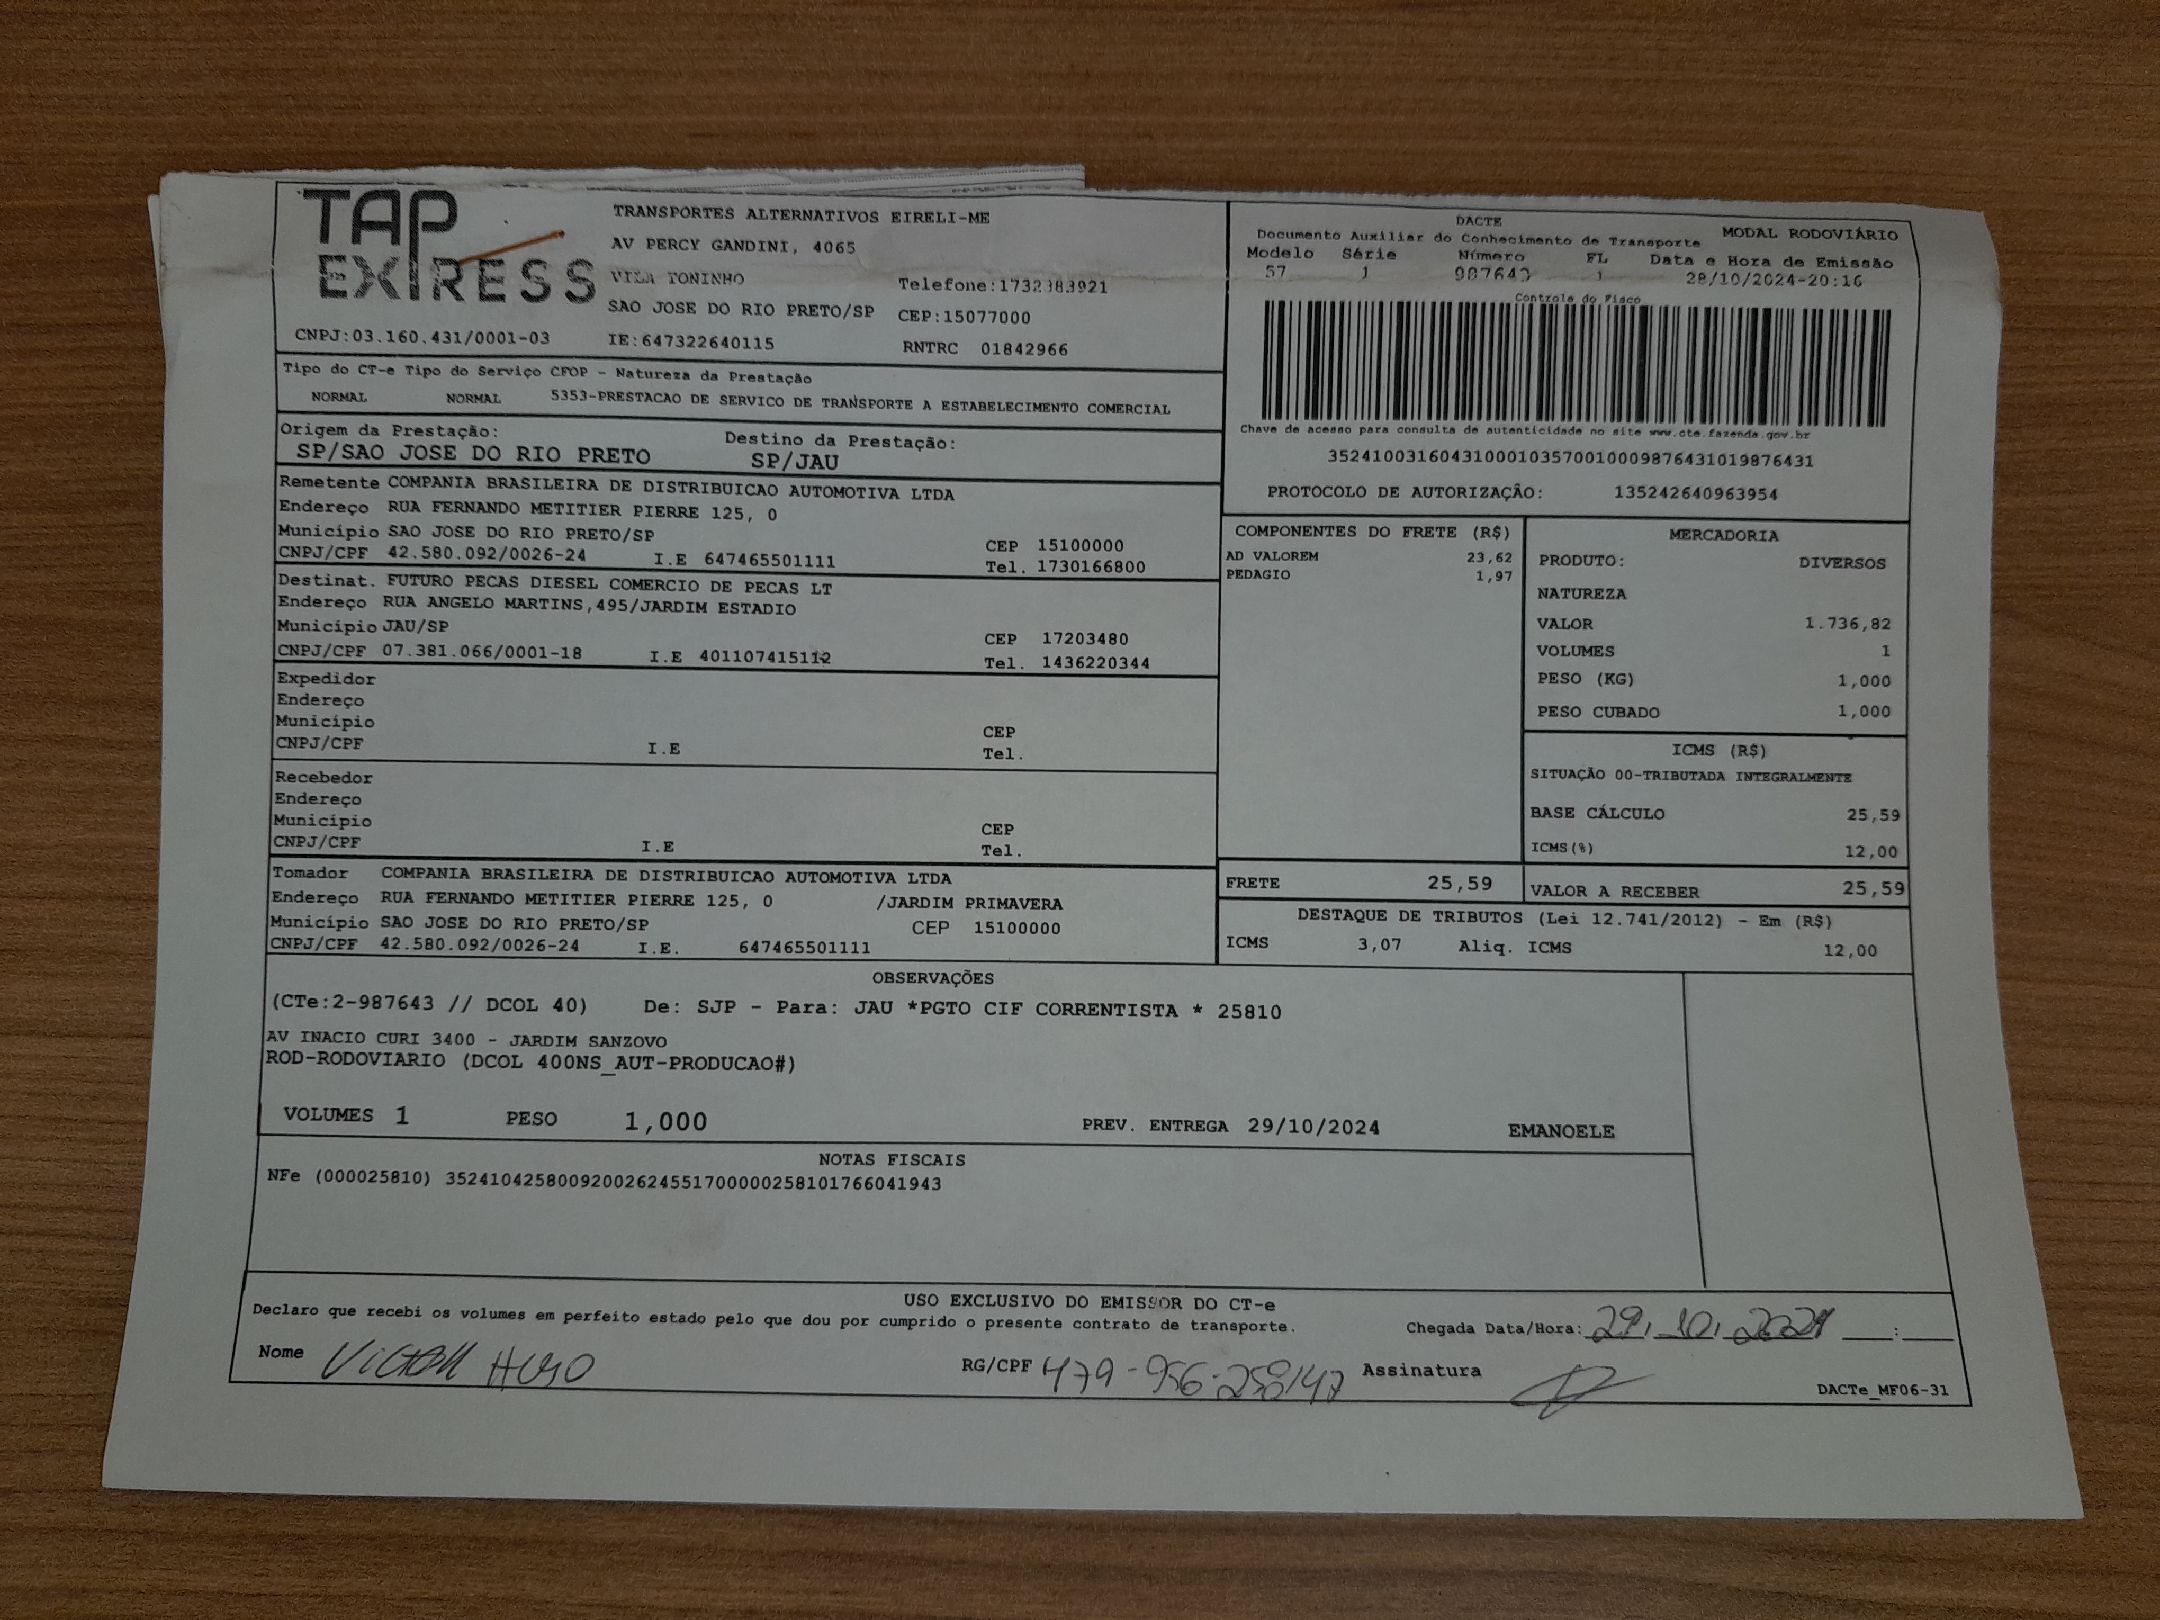 TAP EXPRESS
TRANSPORTES ALTERNATIVOS EIRELI-ME
AV PERCY GANDINI, 4065
VILA TONINHO
Telefone:1732383921
SAO JOSE DO RIO PRETO/SP CEP:15077000
CNPJ:03.160.431/0001-03 IE:647322640115 RNTRC 01842966
DACTE
Documento Auxiliar do Conhecimento de Transporte MODAL RODOVIÁRIO
Modelo Série Número FL Data e Hora de Emissão
57 1 987643 1 28/10/2024-20:16
Controle do Fisco
Chave de acesso para consulta de autenticidade no site www.cte.fazenda.gov.br
35241003160431000103570010009876431019876431
PROTOCOLO DE AUTORIZAÇÃO: 135242640963954
Tipo do CT-e Tipo do Serviço CFOP - Natureza da Prestação
NORMAL NORMAL 5353-PRESTACAO DE SERVICO DE TRANSPORTE A ESTABELECIMENTO COMERCIAL
Origem da Prestação: Destino da Prestação:
SP/SAO JOSE DO RIO PRETO SP/JAU
Remetente COMPANIA BRASILEIRA DE DISTRIBUICAO AUTOMOTIVA LTDA
Endereço RUA FERNANDO METITIER PIERRE 125, 0
Município SAO JOSE DO RIO PRETO/SP CEP 15100000
CNPJ/CPF 42.580.092/0026-24 I.E 647465501111 Tel. 1730166800
Destinat. FUTURO PECAS DIESEL COMERCIO DE PECAS LT
Endereço RUA ANGELO MARTINS,495/JARDIM ESTADIO
Município JAU/SP CEP 17203480
CNPJ/CPF 07.381.066/0001-18 I.E 401107415112 Tel. 1436220344
Expedidor
Endereço
Município CEP
CNPJ/CPF I.E Tel.
Recebedor
Endereço
Município CEP
CNPJ/CPF I.E Tel.
Tomador COMPANIA BRASILEIRA DE DISTRIBUICAO AUTOMOTIVA LTDA
Endereço RUA FERNANDO METITIER PIERRE 125, 0 /JARDIM PRIMAVERA
Município SAO JOSE DO RIO PRETO/SP CEP 15100000
CNPJ/CPF 42.580.092/0026-24 I.E. 647465501111
COMPONENTES DO FRETE (R$)
AD VALOREM 23,62
PEDAGIO 1,97
MERCADORIA
PRODUTO: DIVERSOS
NATUREZA
VALOR 1.736,82
VOLUMES 1
PESO (KG) 1,000
PESO CUBADO 1,000
ICMS (R$)
SITUAÇÃO 00-TRIBUTADA INTEGRALMENTE
BASE CÁLCULO 25,59
ICMS(%) 12,00
FRETE 25,59 VALOR A RECEBER 25,59
DESTAQUE DE TRIBUTOS (Lei 12.741/2012) - Em (R$)
ICMS 3,07 Aliq. ICMS 12,00
OBSERVAÇÕES
(CTe:2-987643 // DCOL 40) De: SJP - Para: JAU *PGTO CIF CORRENTISTA * 25810
AV INACIO CURI 3400 - JARDIM SANZOVO
ROD-RODOVIARIO (DCOL 400NS_AUT-PRODUCAO#)
VOLUMES 1 PESO 1,000 PREV. ENTREGA 29/10/2024 EMANOELE
NOTAS FISCAIS
NFe (000025810) 35241042580092002624551700000258101766041943
USO EXCLUSIVO DO EMISSOR DO CT-e
Declaro que recebi os volumes em perfeito estado pelo que dou por cumprido o presente contrato de transporte.
Chegada Data/Hora: 29, 10, 2024 :
Nome VICTOR HUGO RG/CPF 479-956-258/47 Assinatura
DACTe_MF06-31